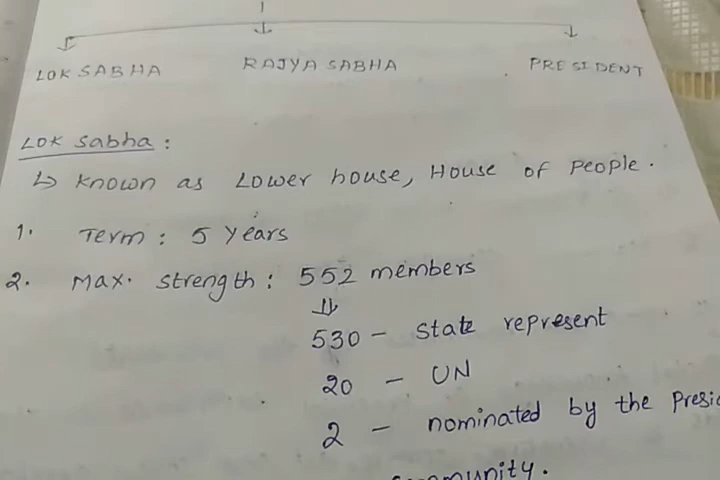 LOK SABHA RAJYA SABHA PRESIDENT
LOK Sabha :
↳ Known as Lower house, House of People.
1. Term : 5 Years
2. Max. Strength : 552 members
530 - State represent
20 - UN
2 - nominated by the